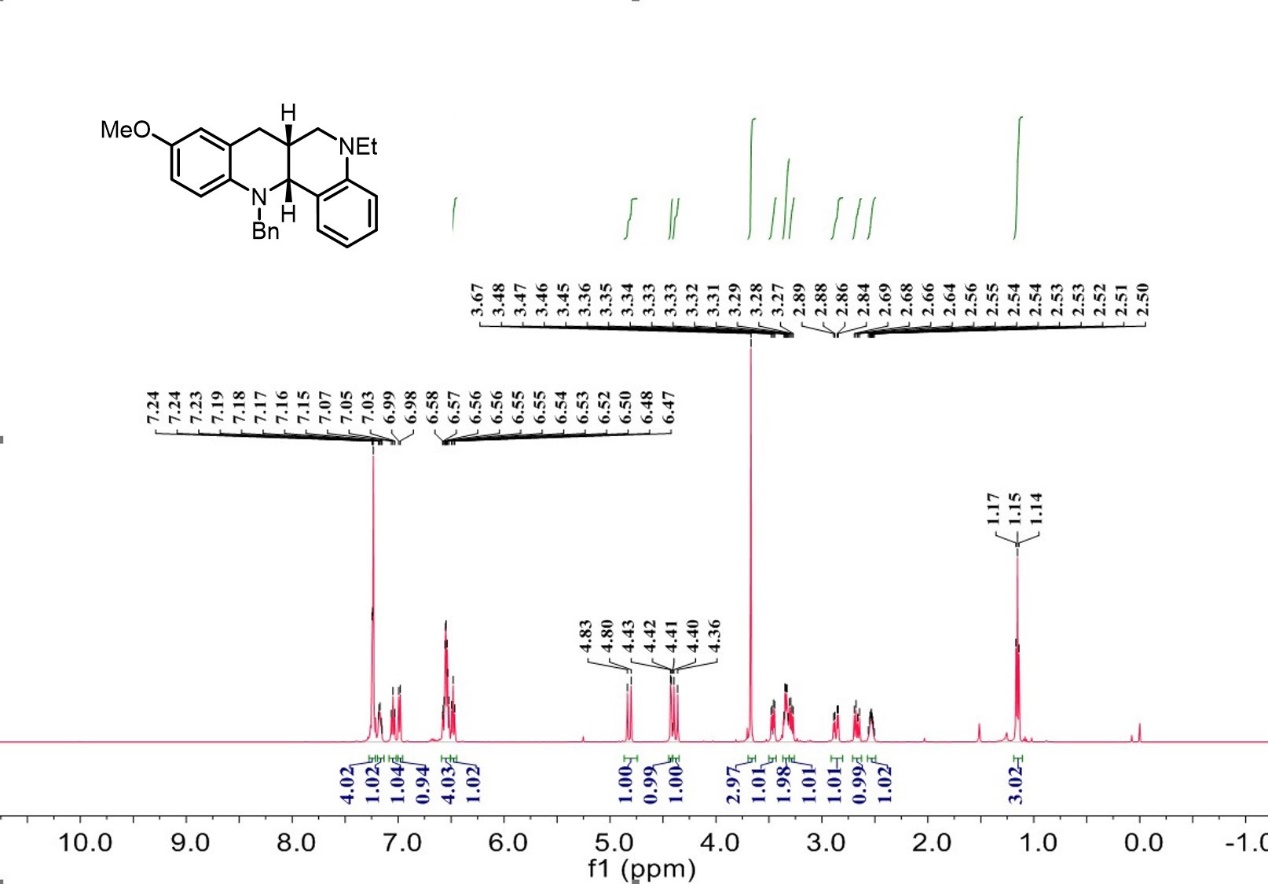 H
MeO
N Et
N
H
Bn
3.67 3.48 3.47 3.46 3.45 3.36 3.35 3.34 3.33 3.33 3.32 3.31 3.29 3.28 3.27 2.89 2.88 2.86 2.84 2.69 2.68 2.66 2.64 2.56 2.55 2.54 2.54 2.53 2.53 2.52 2.51 2.50
7.24 7.24 7.23 7.19 7.18 7.17 7.16 7.15 7.07 7.05 7.03 6.99 6.98 6.58 6.57 6.56 6.56 6.55 6.55 6.54 6.53 6.52 6.50 6.48 6.47
1.17 1.15 1.14
4.83 4.80 4.43 4.42 4.41 4.40 4.36
4.02 1.02 1.04 0.94 4.03 1.02 1.00 0.99 1.00 2.97 1.01 1.98 1.01 1.01 0.99 1.02 3.02
10.0 9.0 8.0 7.0 6.0 5.0 4.0 3.0 2.0 1.0 0.0
f1 (ppm)